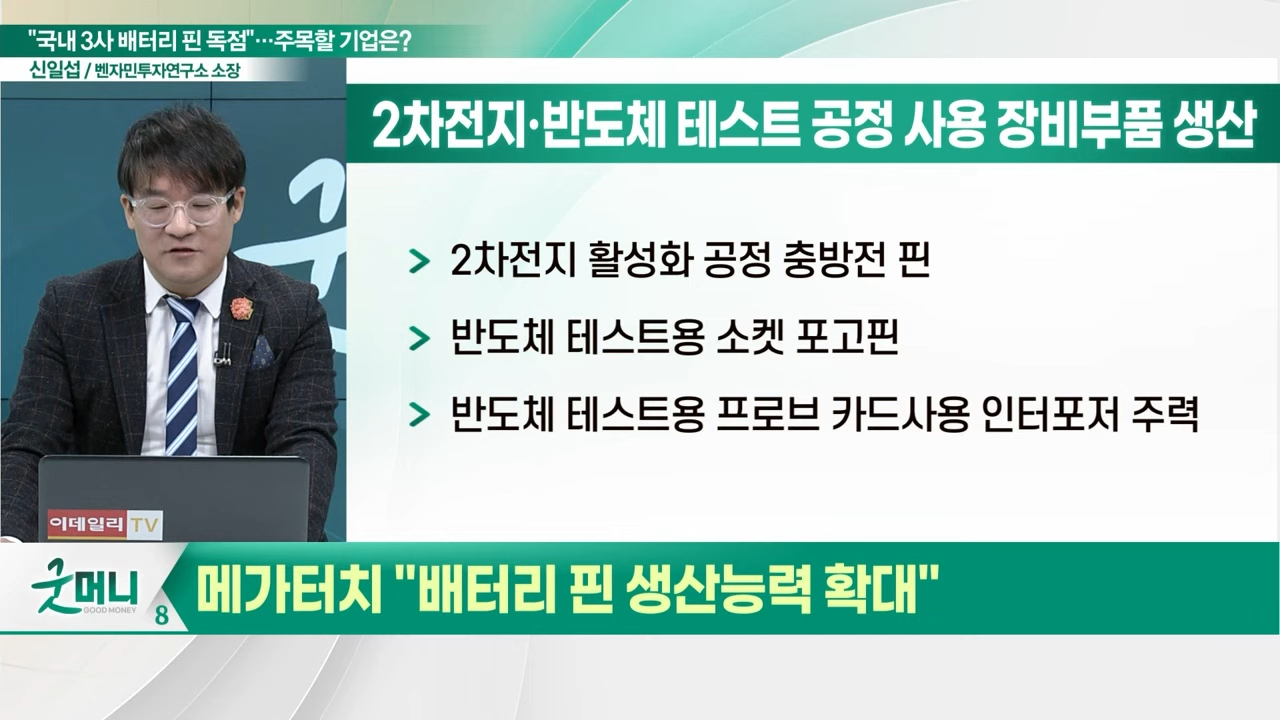 "국내 3사 배터리 핀 독점"…주목할 기업은?
신일섭 / 벤자민투자연구소 소장
2차전지·반도체 테스트 공정 사용 장비부품 생산
> 2차전지 활성화 공정 충방전 핀
> 반도체 테스트용 소켓 포고핀
> 반도체 테스트용 프로브 카드사용 인터포저 주력
이데일리 TV
굿머니
GOOD MONEY
8
메가터치 "배터리 핀 생산능력 확대"